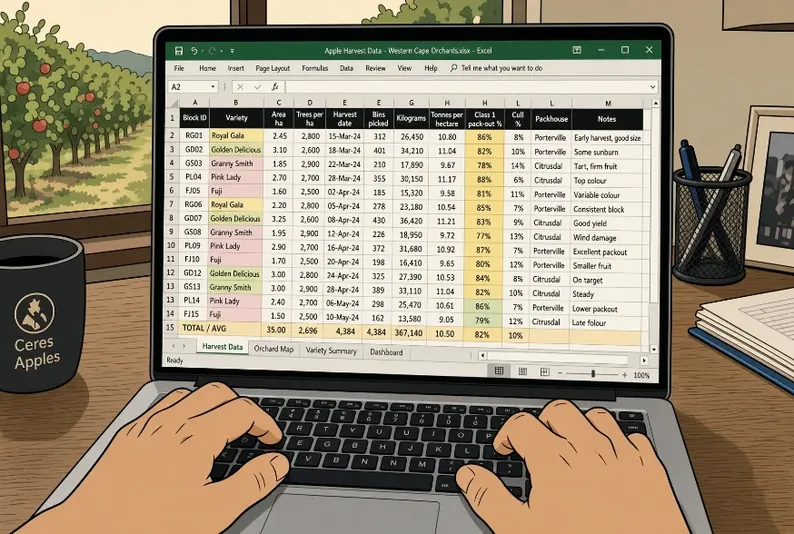 Apple Harvest Data - Western Cape Orchards.xlsx - Excel
File Home Insert Page Layout Formulas Data Review View Help Tell me what you want to do
A2 fx
A B C D E F G H H L L M
1 Block ID Variety Area ha Trees per ha Harvest date Bins picked Kilograms Tonnes per hectare Class 1 pack-out % Cull % Packhouse Notes
2 RG01 Royal Gala 2.45 2,800 15-Mar-24 312 26,450 10.80 86% 8% Porterville Early harvest, good size
3 GD02 Golden Delicious 3.10 2,600 18-Mar-24 401 34,210 11.04 82% 10% Porterville Some sunburn
4 GS03 Granny Smith 1.85 2,900 22-Mar-24 210 17,890 9.67 78% 14% Citrusdal Tart, firm fruit
5 PL04 Pink Lady 2.70 2,700 28-Mar-24 355 30,150 11.17 88% 6% Citrusdal Top colour
6 FJ05 Fuji 1.60 2,500 02-Apr-24 185 15,320 9.58 81% 11% Porterville Variable colour
7 RG06 Royal Gala 2.20 2,800 05-Apr-24 278 23,180 10.54 85% 7% Porterville Consistent block
8 GD07 Golden Delicious 3.25 2,600 08-Apr-24 430 36,420 11.21 83% 9% Citrusdal Good yield
9 GS08 Granny Smith 1.95 2,900 12-Apr-24 226 18,950 9.72 77% 13% Citrusdal Wind damage
10 PL09 Pink Lady 2.90 2,700 16-Apr-24 372 31,680 10.92 87% 7% Porterville Excellent packout
11 FJ10 Fuji 1.70 2,500 20-Apr-24 198 16,410 9.65 80% 12% Porterville Smaller fruit
12 GD12 Golden Delicious 3.00 2,800 24-Apr-24 325 27,390 10.53 84% 8% Citrusdal On target
13 GS13 Granny Smith 3.00 2,900 28-Apr-24 389 33,110 11.04 82% 10% Citrusdal Steady
13 PL14 Pink Lady 2.40 2,700 06-May-24 298 25,470 10.61 86% 7% Porterville Lower packout
14 FJ15 Fuji 1.50 2,500 10-May-24 162 13,580 9.05 79% 12% Citrusdal Late folour
15 TOTAL / AVG 35.00 2,696 4,384 4,384 367,140 10.50 82% 10%
Harvest Data Orchard Map Variety Summary Dashboard
Ready 100%
Ceres
Apples